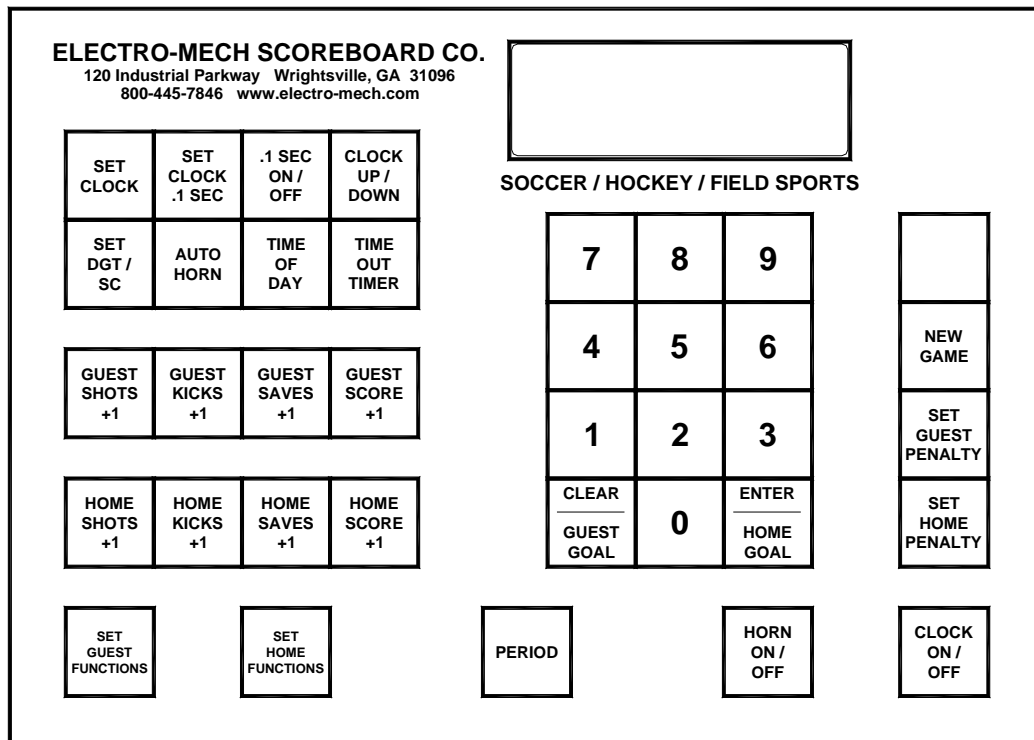 ELECTRO-MECH SCOREBOARD CO.
120 Industrial Parkway Wrightsville, GA 31096
800-445-7846 www.electro-mech.com
SET
CLOCK
SET
CLOCK
.1 SEC
.1 SEC
ON /
OFF
CLOCK
UP /
DOWN
SET
DGT /
SC
AUTO
HORN
TIME
OF
DAY
TIME
OUT
TIMER
GUEST
SHOTS
+1
GUEST
KICKS
+1
GUEST
SAVES
+1
GUEST
SCORE
+1
HOME
SHOTS
+1
HOME
KICKS
+1
HOME
SAVES
+1
HOME
SCORE
+1
SOCCER / HOCKEY / FIELD SPORTS
7
8
9
4
5
6
1
2
3
CLEAR
GUEST
GOAL
0
ENTER
HOME
GOAL
NEW
GAME
SET
GUEST
PENALTY
SET
HOME
PENALTY
SET
GUEST
FUNCTIONS
SET
HOME
FUNCTIONS
PERIOD
HORN
ON /
OFF
CLOCK
ON /
OFF